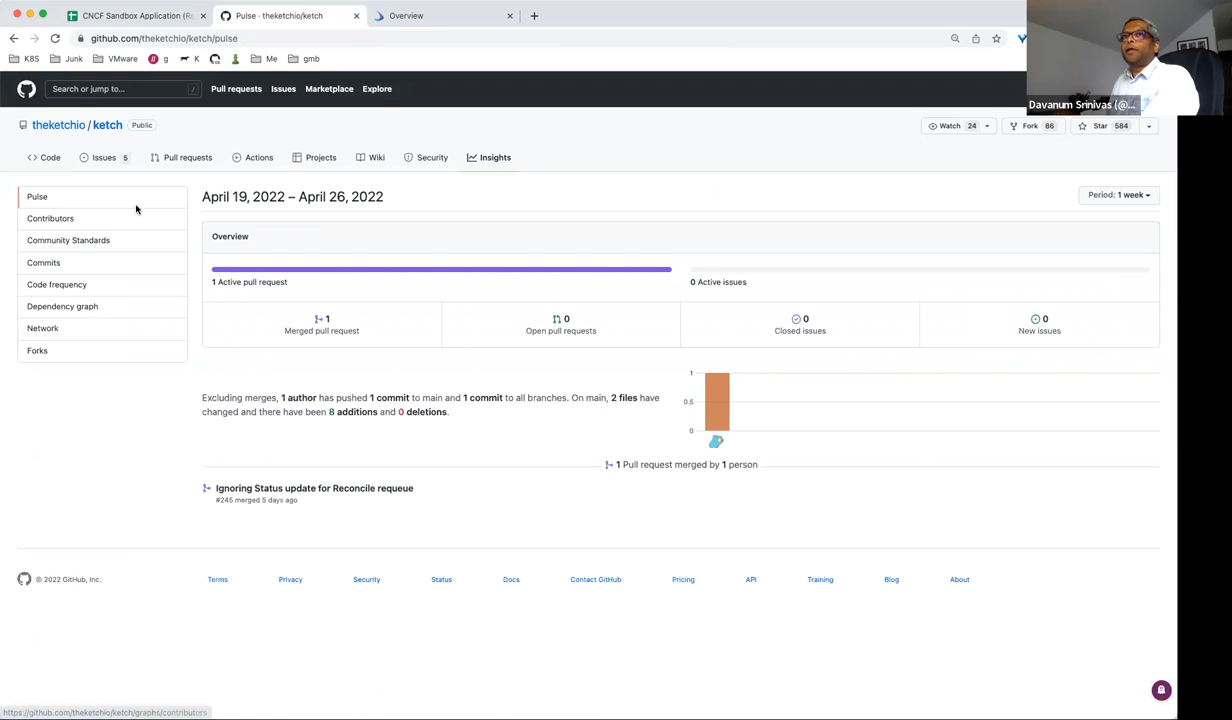 CNCF Sandbox Application (Re
Pulse · theketchio/ketch
Overview
github.com/theketchio/ketch/pulse
K8S
Junk
VMware
g
K
Me
gmb
Search or jump to...
/
Pull requests
Issues
Marketplace
Explore
Davanum Srinivas (@...
theketchio / ketch
Public
Watch 24
Fork 86
Star 584
Code
Issues 5
Pull requests
Actions
Projects
Wiki
Security
Insights
Pulse
Contributors
Community Standards
Commits
Code frequency
Dependency graph
Network
Forks
April 19, 2022 – April 26, 2022
Period: 1 week
Overview
1 Active pull request
0 Active issues
1
Merged pull request
0
Open pull requests
0
Closed issues
0
New issues
Excluding merges, 1 author has pushed 1 commit to main and 1 commit to all branches. On main, 2 files have
changed and there have been 8 additions and 0 deletions.
1
0.5
0
1 Pull request merged by 1 person
Ignoring Status update for Reconcile requeue
#245 merged 5 days ago
© 2022 GitHub, Inc.
Terms
Privacy
Security
Status
Docs
Contact GitHub
Pricing
API
Training
Blog
About
https://github.com/theketchio/ketch/graphs/contributors